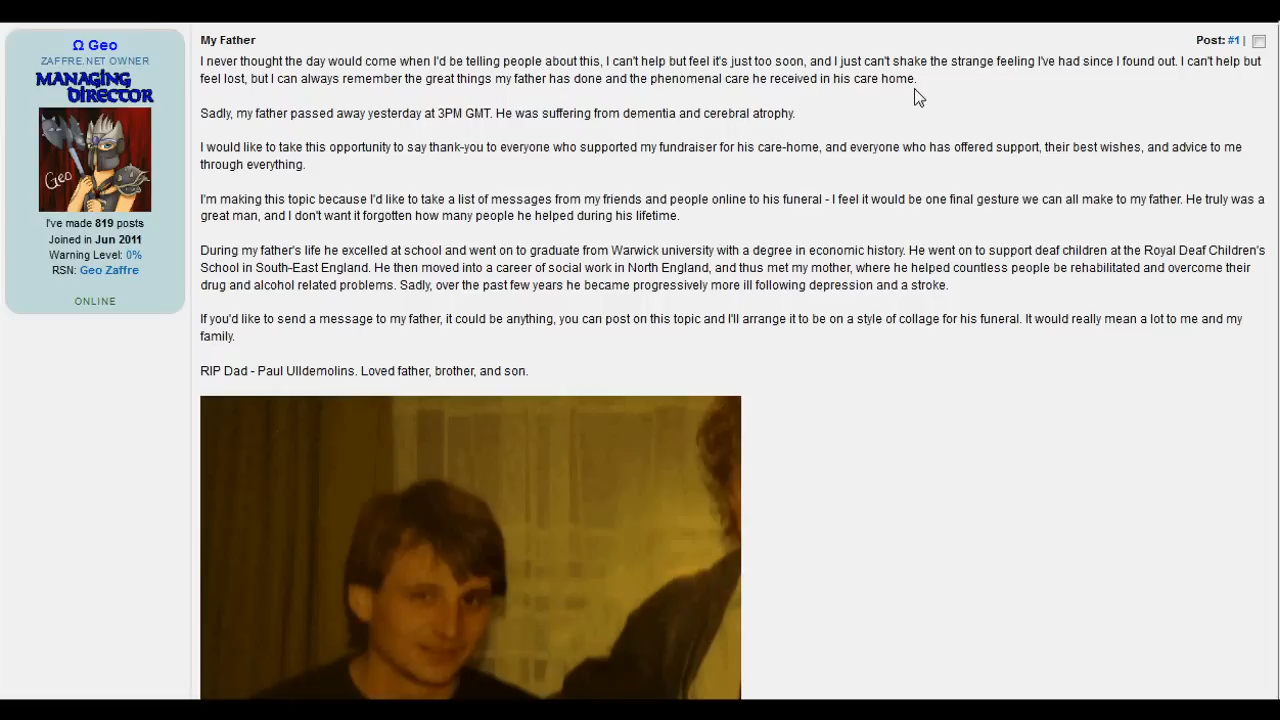 Ω Geo
ZAFFRE.NET OWNER
MANAGING
DIRECTOR
Geo
I've made 819 posts
Joined in Jun 2011
Warning Level: 0%
RSN: Geo Zaffre
ONLINE
My Father
Post: #1 |
I never thought the day would come when I'd be telling people about this, I can't help but feel it's just too soon, and I just can't shake the strange feeling I've had since I found out. I can't help but
feel lost, but I can always remember the great things my father has done and the phenomenal care he received in his care home.
Sadly, my father passed away yesterday at 3PM GMT. He was suffering from dementia and cerebral atrophy.
I would like to take this opportunity to say thank-you to everyone who supported my fundraiser for his care-home, and everyone who has offered support, their best wishes, and advice to me
through everything.
I'm making this topic because I'd like to take a list of messages from my friends and people online to his funeral - I feel it would be one final gesture we can all make to my father. He truly was a
great man, and I don't want it forgotten how many people he helped during his lifetime.
During my father's life he excelled at school and went on to graduate from Warwick university with a degree in economic history. He went on to support deaf children at the Royal Deaf Children's
School in South-East England. He then moved into a career of social work in North England, and thus met my mother, where he helped countless people be rehabilitated and overcome their
drug and alcohol related problems. Sadly, over the past few years he became progressively more ill following depression and a stroke.
If you'd like to send a message to my father, it could be anything, you can post on this topic and I'll arrange it to be on a style of collage for his funeral. It would really mean a lot to me and my
family.
RIP Dad - Paul Ulldemolins. Loved father, brother, and son.